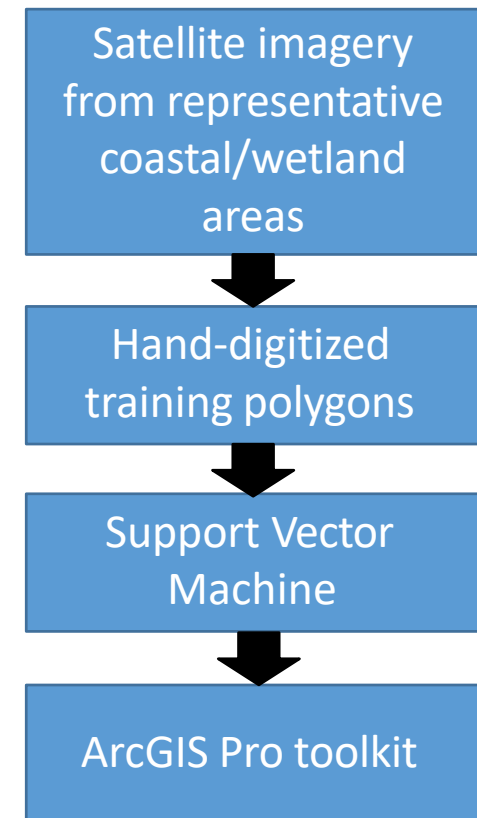 Satellite imagery
from representative
coastal/wetland
areas
Hand-digitized
training polygons
Support Vector
Machine
ArcGIS Pro toolkit